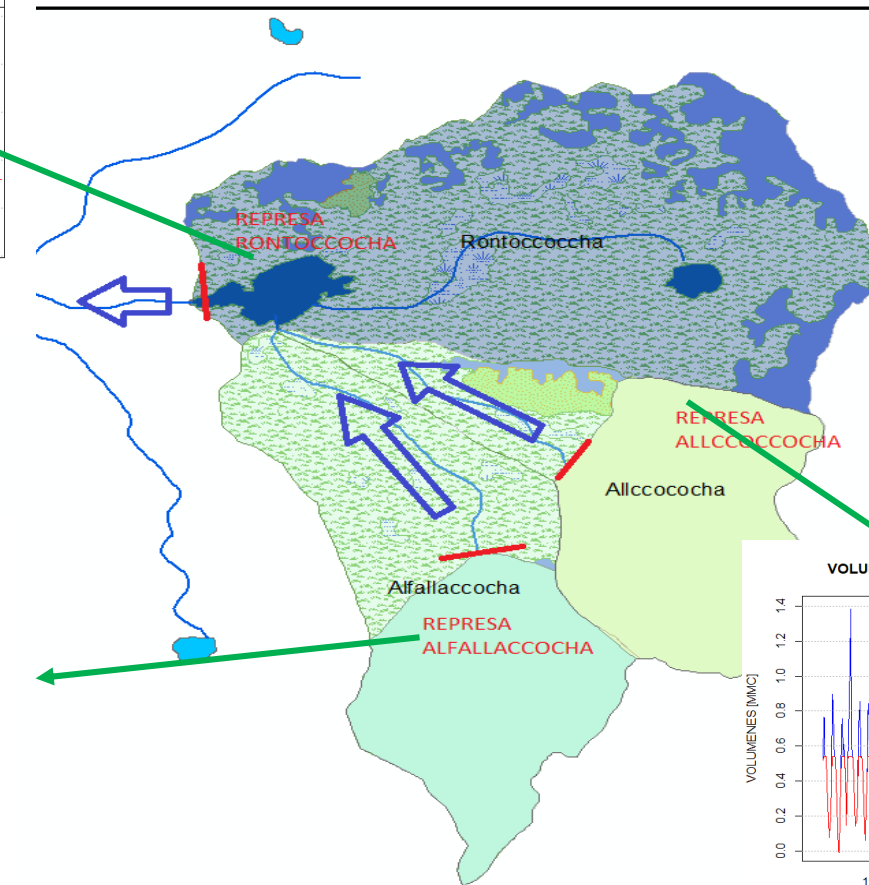 REPRESA
RONTOCCOCHA
Rontoccoccha
REPRESA
ALLCCOCCOCHA
Allccococha
Alfallaccocha
REPRESA
ALFALLACCOCHA
VOLU
VOLUMENES [MMC]
1.4
1.2
1.0
0.8
0.6
0.4
0.2
0.0
1